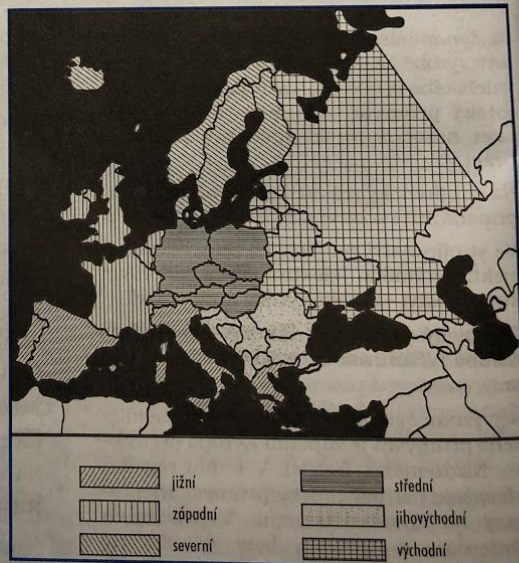 jižní
západní
severní
střední
jihovýchodní
východní